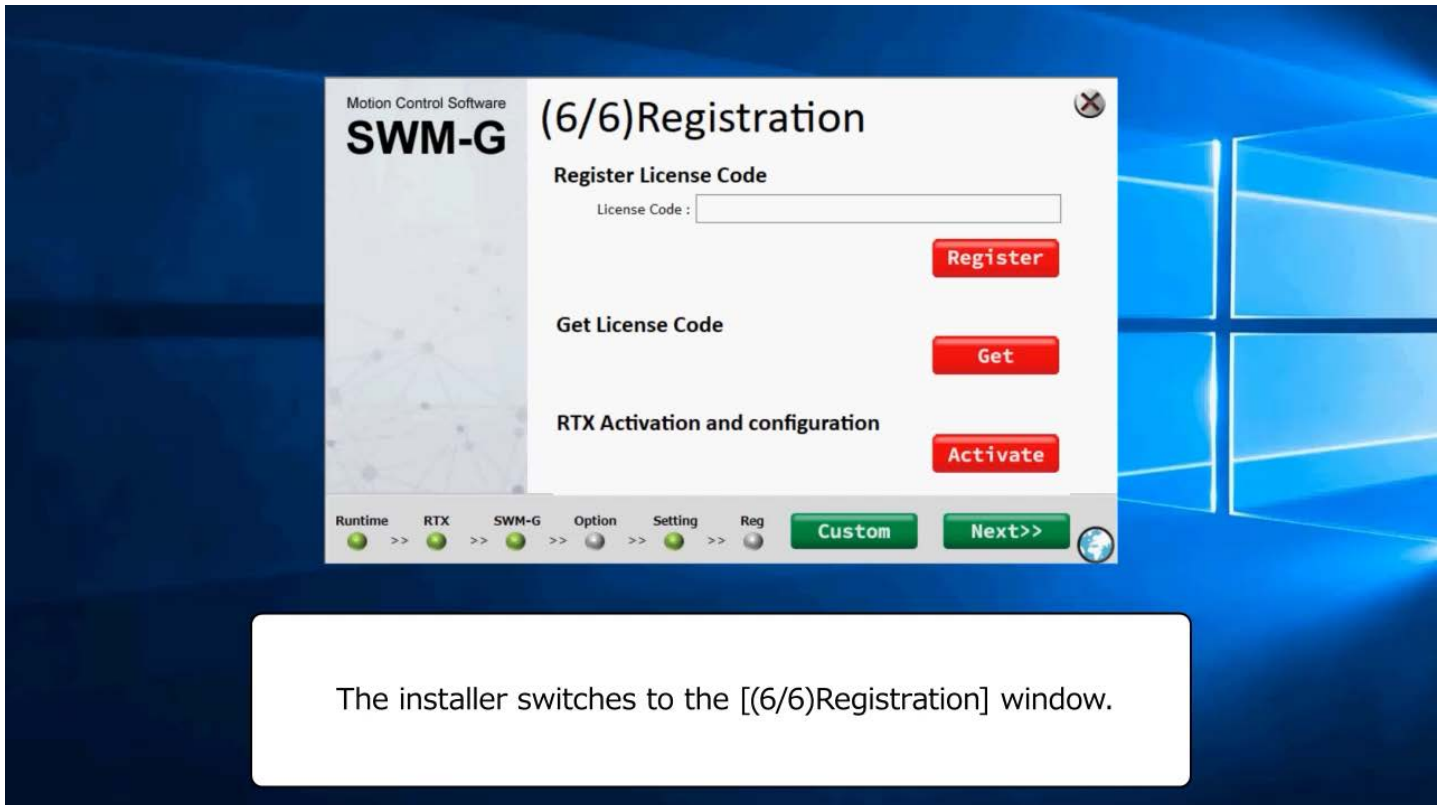 Motion Control Software
SWM-G
(6/6)Registration
Register License Code
License Code :
Register
Get License Code
Get
RTX Activation and configuration
Activate
Runtime >> RTX >> SWM-G >> Option >> Setting >> Reg
Custom
Next>>
The installer switches to the [(6/6)Registration] window.